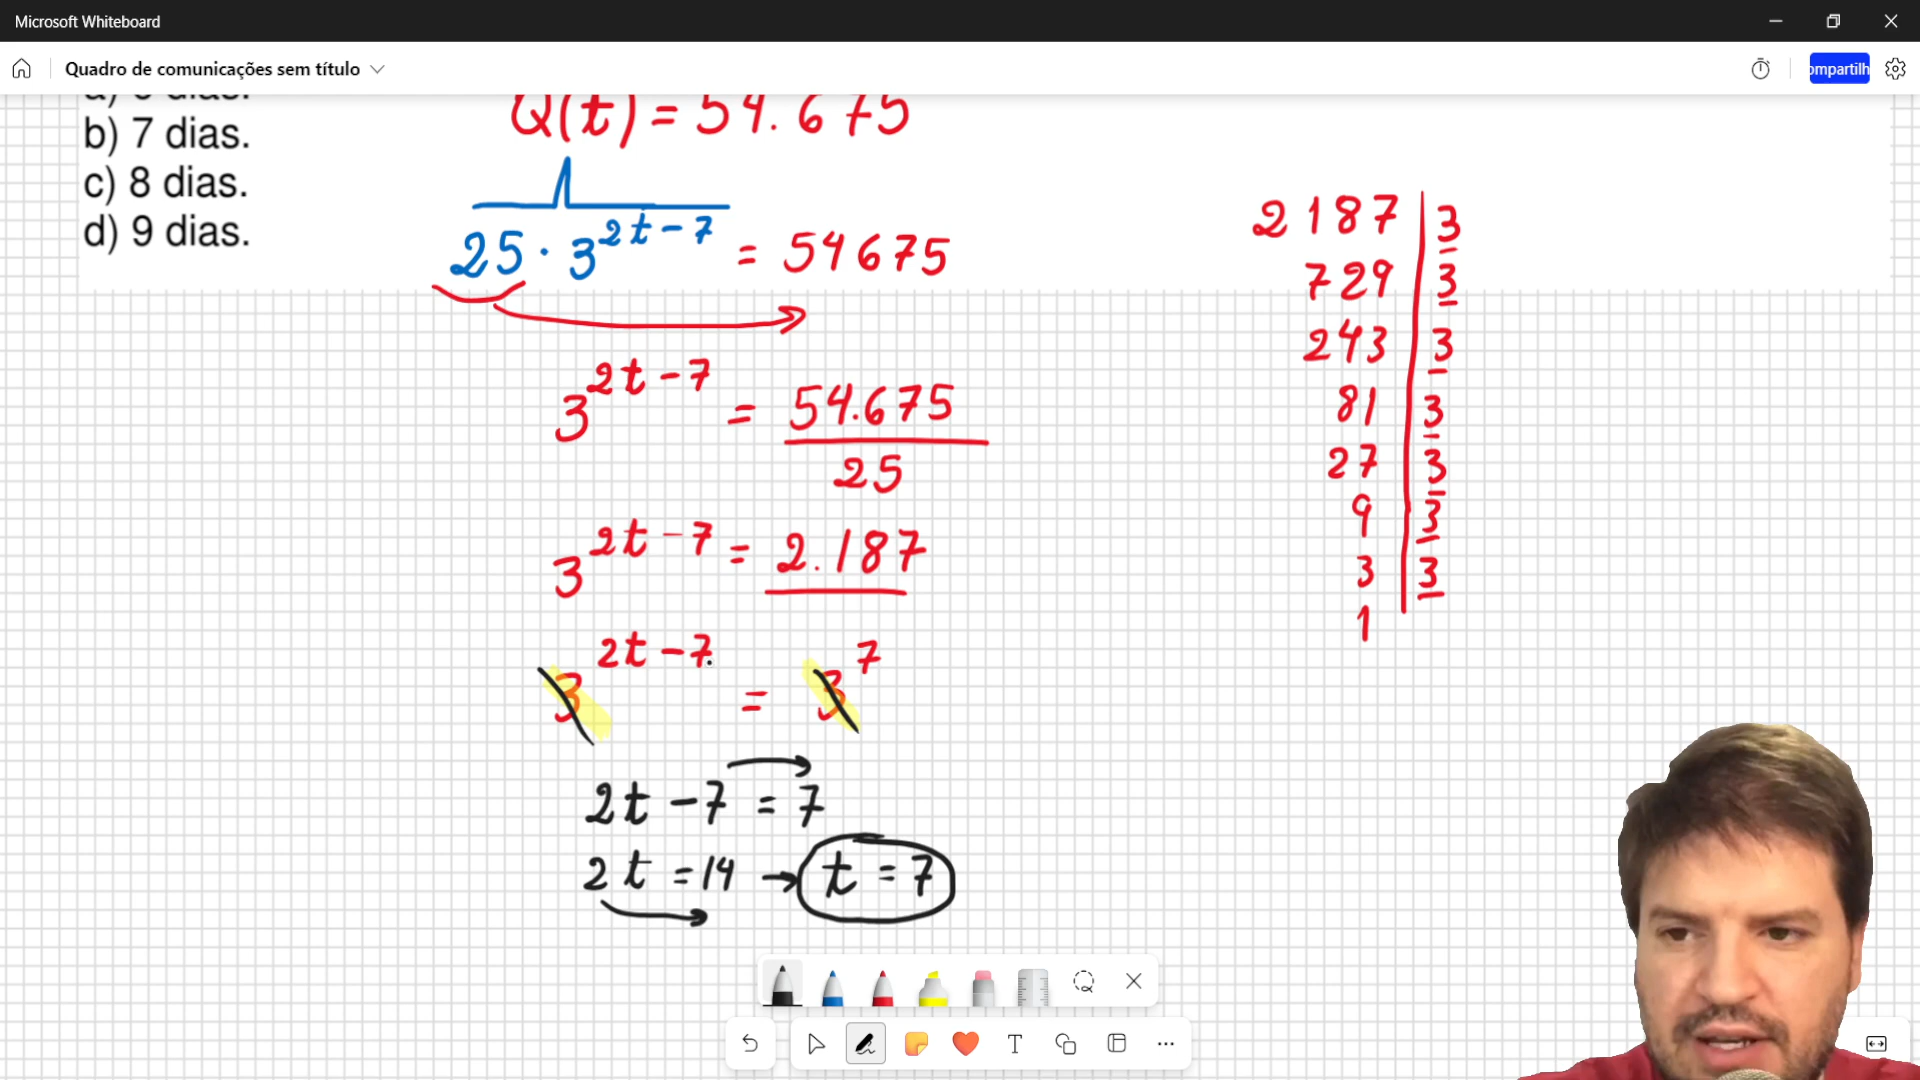 Microsoft Whiteboard
Quadro de comunicações sem título
ompartilh
b) 7 dias.
c) 8 dias.
d) 9 dias.
Q(t) = 54.675
25 · 3^{2t-7} = 54675
3^{2t-7} = 54.675 / 25
3^{2t-7} = 2.187
3^{2t-7} = 3^7
2t - 7 = 7
2t = 14 → t = 7
2187 | 3
729 | 3
243 | 3
81 | 3
27 | 3
9 | 3
3 | 3
1